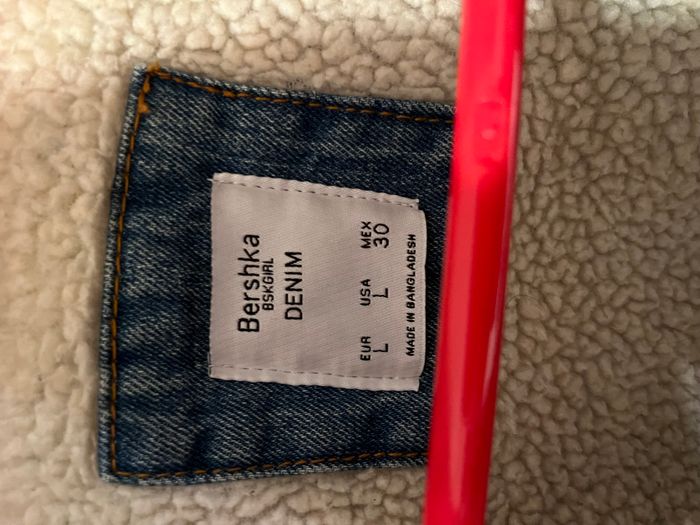 Bershka
BSKGIRL
DENIM
EUR USA MEX
L L 30
MADE IN BANGLADESH